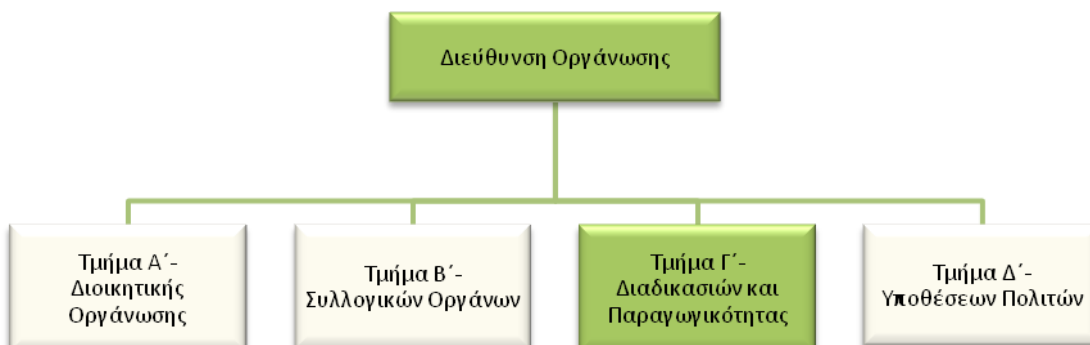 Διεύθυνση Οργάνωσης
Τμήμα Α΄-
Διοικητικής
Οργάνωσης
Τμήμα Β΄-
Συλλογικών Οργάνων
Τμήμα Γ΄-
Διαδικασιών και
Παραγωγικότητας
Τμήμα Δ΄-
Υποθέσεων Πολιτών